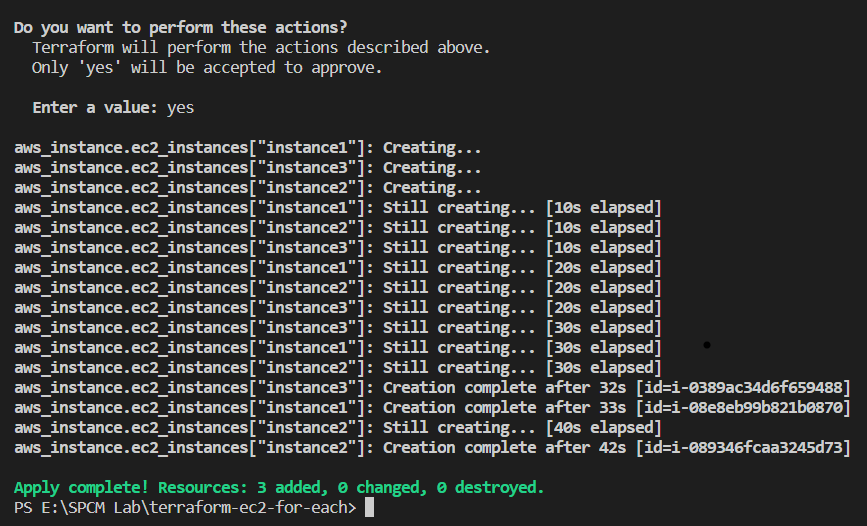 Do you want to perform these actions?
  Terraform will perform the actions described above.
  Only 'yes' will be accepted to approve.

  Enter a value: yes

aws_instance.ec2_instances["instance1"]: Creating...
aws_instance.ec2_instances["instance3"]: Creating...
aws_instance.ec2_instances["instance2"]: Creating...
aws_instance.ec2_instances["instance1"]: Still creating... [10s elapsed]
aws_instance.ec2_instances["instance2"]: Still creating... [10s elapsed]
aws_instance.ec2_instances["instance3"]: Still creating... [10s elapsed]
aws_instance.ec2_instances["instance1"]: Still creating... [20s elapsed]
aws_instance.ec2_instances["instance2"]: Still creating... [20s elapsed]
aws_instance.ec2_instances["instance3"]: Still creating... [20s elapsed]
aws_instance.ec2_instances["instance3"]: Still creating... [30s elapsed]
aws_instance.ec2_instances["instance1"]: Still creating... [30s elapsed]
aws_instance.ec2_instances["instance2"]: Still creating... [30s elapsed]
aws_instance.ec2_instances["instance3"]: Creation complete after 32s [id=i-0389ac34d6f659488]
aws_instance.ec2_instances["instance1"]: Creation complete after 33s [id=i-08e8eb99b821b0870]
aws_instance.ec2_instances["instance2"]: Still creating... [40s elapsed]
aws_instance.ec2_instances["instance2"]: Creation complete after 42s [id=i-089346fcaa3245d73]

Apply complete! Resources: 3 added, 0 changed, 0 destroyed.
PS E:\SPCM Lab\terraform-ec2-for-each>